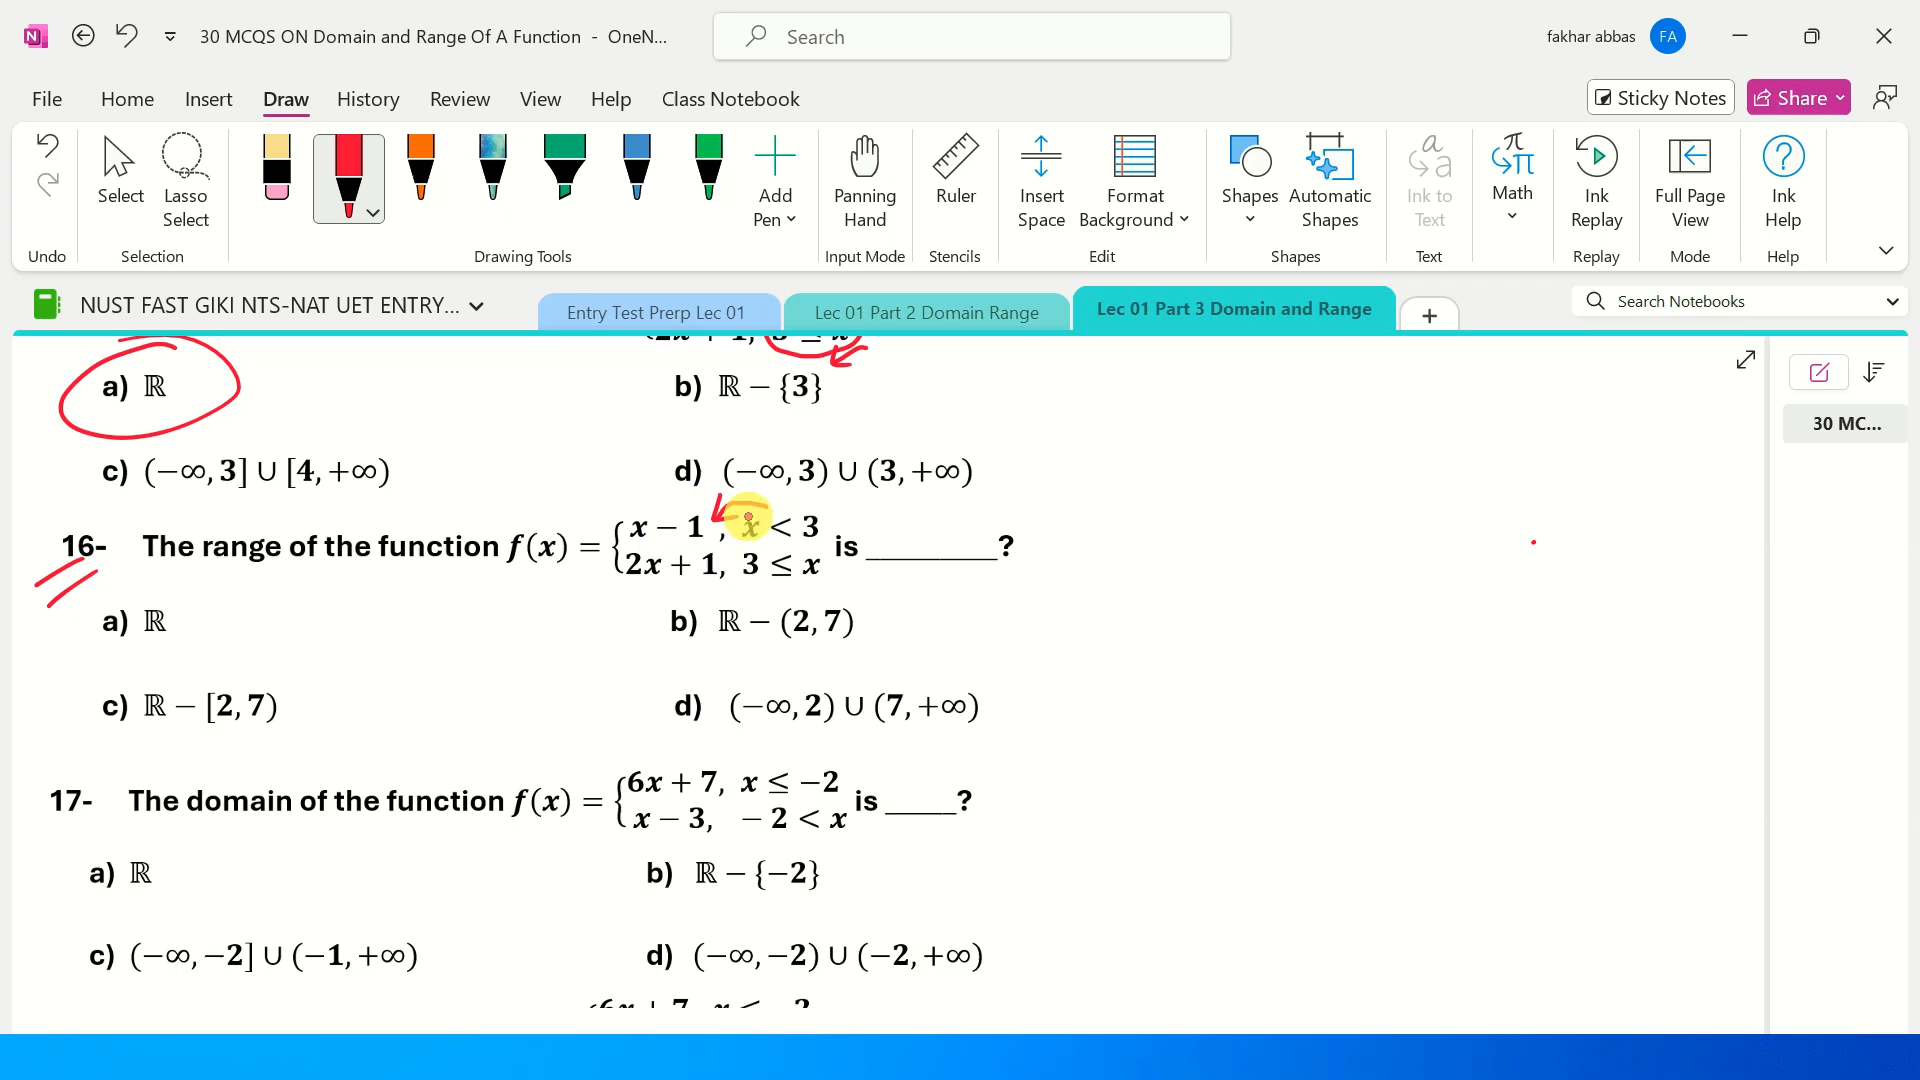 30 MCQS ON Domain and Range Of A Function - OneN...
Search
fakhar abbas
FA
File Home Insert Draw History Review View Help Class Notebook
Sticky Notes
Share
Select
Lasso Select
Add Pen
Panning Hand
Ruler
Insert Space
Format Background
Shapes
Automatic Shapes
Ink to Text
Math
Ink Replay
Full Page View
Ink Help
Undo Selection Drawing Tools Input Mode Stencils Edit Shapes Text Replay Mode Help
NUST FAST GIKI NTS-NAT UET ENTRY...
Entry Test Prerp Lec 01
Lec 01 Part 2 Domain Range
Lec 01 Part 3 Domain and Range
+
Search Notebooks
30 MC...
a) ℝ b) ℝ − {3}
c) (−∞, 3] ∪ [4, +∞) d) (−∞, 3) ∪ (3, +∞)
16- The range of the function f(x) = { x − 1 , x < 3
2x + 1, 3 ≤ x is ________?
a) ℝ b) ℝ − (2, 7)
c) ℝ − [2, 7) d) (−∞, 2) ∪ (7, +∞)
17- The domain of the function f(x) = { 6x + 7, x ≤ −2
x − 3, − 2 < x is _____?
a) ℝ b) ℝ − {−2}
c) (−∞, −2] ∪ (−1, +∞) d) (−∞, −2) ∪ (−2, +∞)